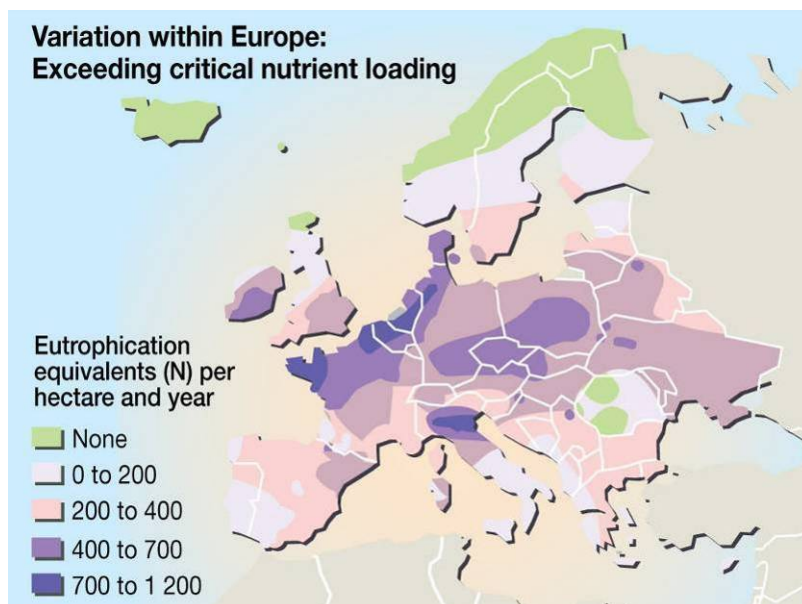 Variation within Europe:
Exceeding critical nutrient loading
Eutrophication
equivalents (N) per
hectare and year
None
0 to 200
200 to 400
400 to 700
700 to 1 200